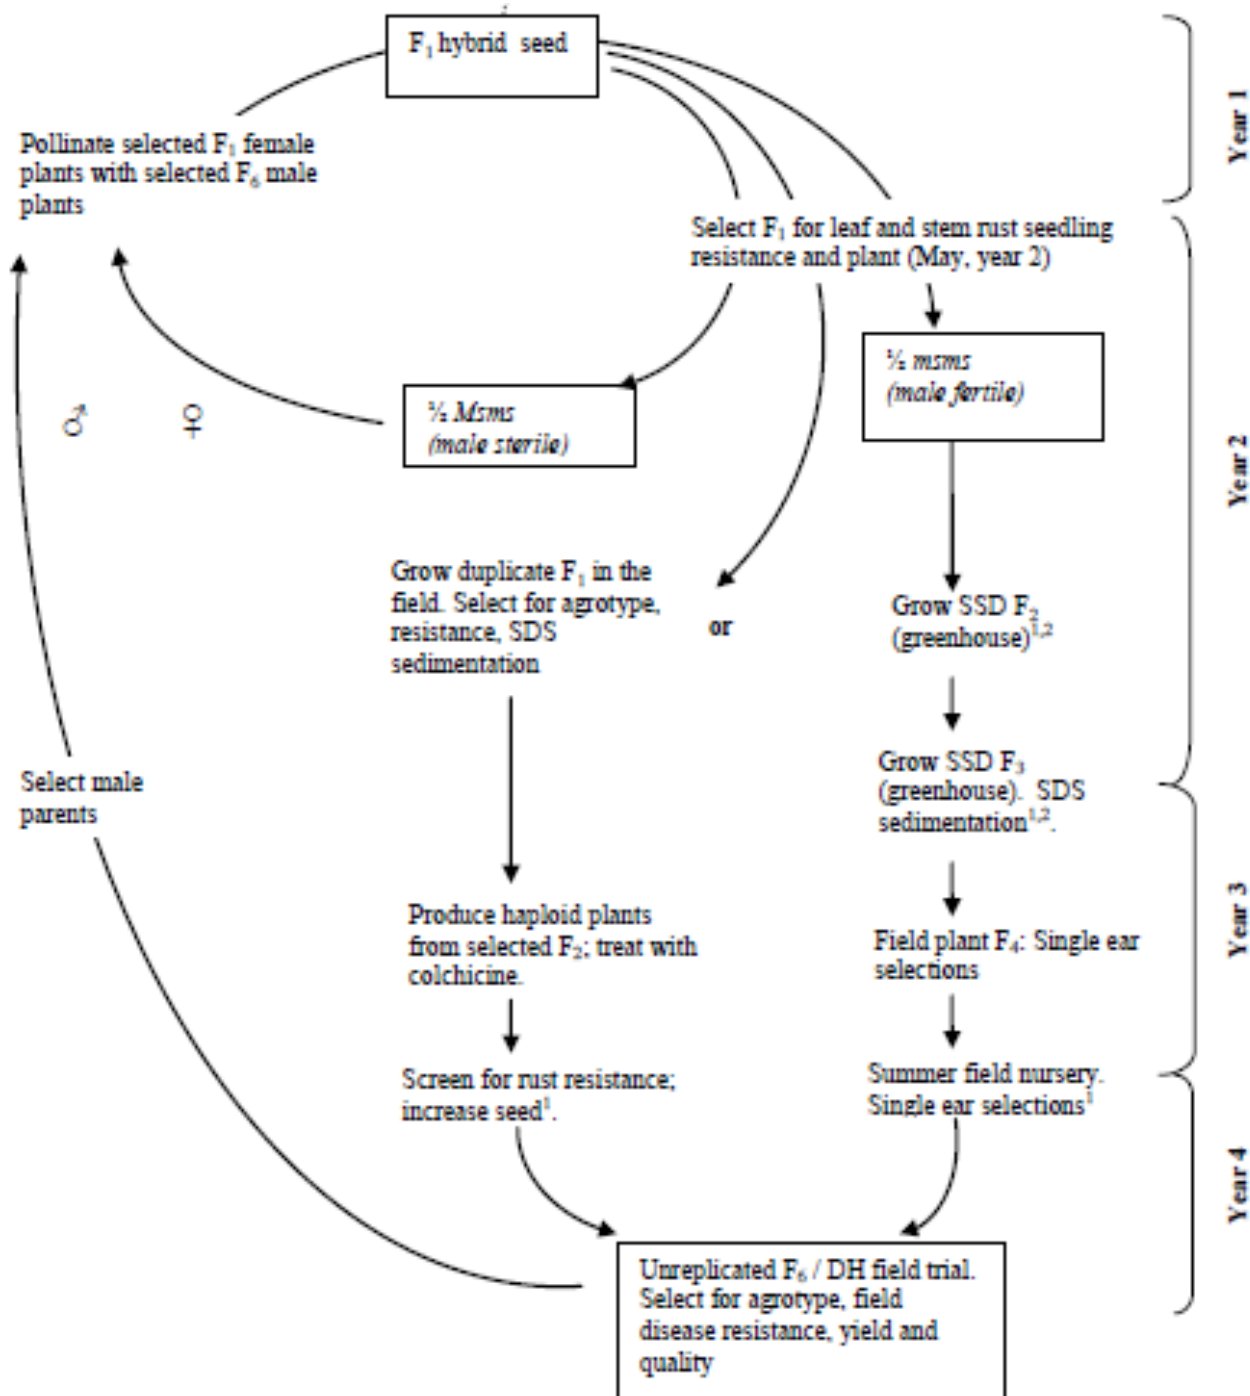 F₁ hybrid seed
Pollinate selected F₁ female
plants with selected F₆ male
plants
Select F₁ for leaf and stem rust seedling
resistance and plant (May, year 2)
½ msms
(male fertile)
½ Msms
(male sterile)
♂ ♀
Grow duplicate F₁ in the
field. Select for agrotype,
resistance, SDS
sedimentation
or
Grow SSD F₂
(greenhouse)¹,²
Grow SSD F₃
(greenhouse). SDS
sedimentation¹,².
Select male
parents
Produce haploid plants
from selected F₂; treat with
colchicine.
Field plant F₄: Single ear
selections
Screen for rust resistance;
increase seed¹.
Summer field nursery.
Single ear selections¹
Unreplicated F₆ / DH field trial.
Select for agrotype, field
disease resistance, yield and
quality
Year 1
Year 2
Year 3
Year 4